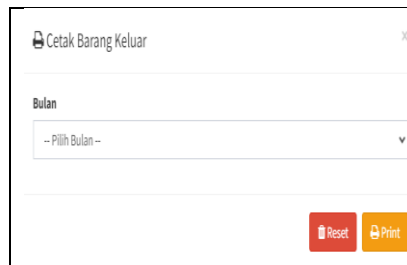 Cetak Barang Keluar
x
Bulan
-- Pilih Bulan --
Reset
Print